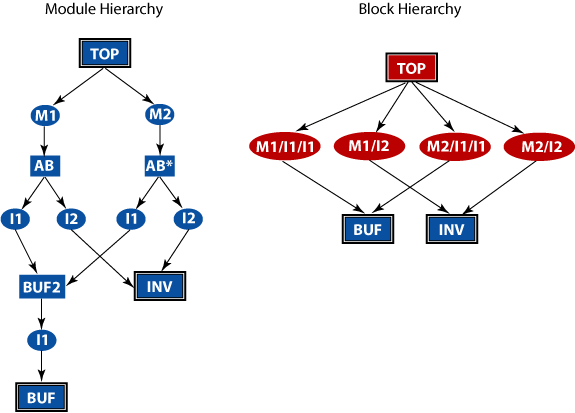 Module Hierarchy
Block Hierarchy
TOP
TOP
M1
M2
M1/I1/I1
M1/I2
M2/I1/I1
M2/I2
AB
AB*
I1
I2
I1
I2
BUF
INV
BUF2
INV
I1
BUF